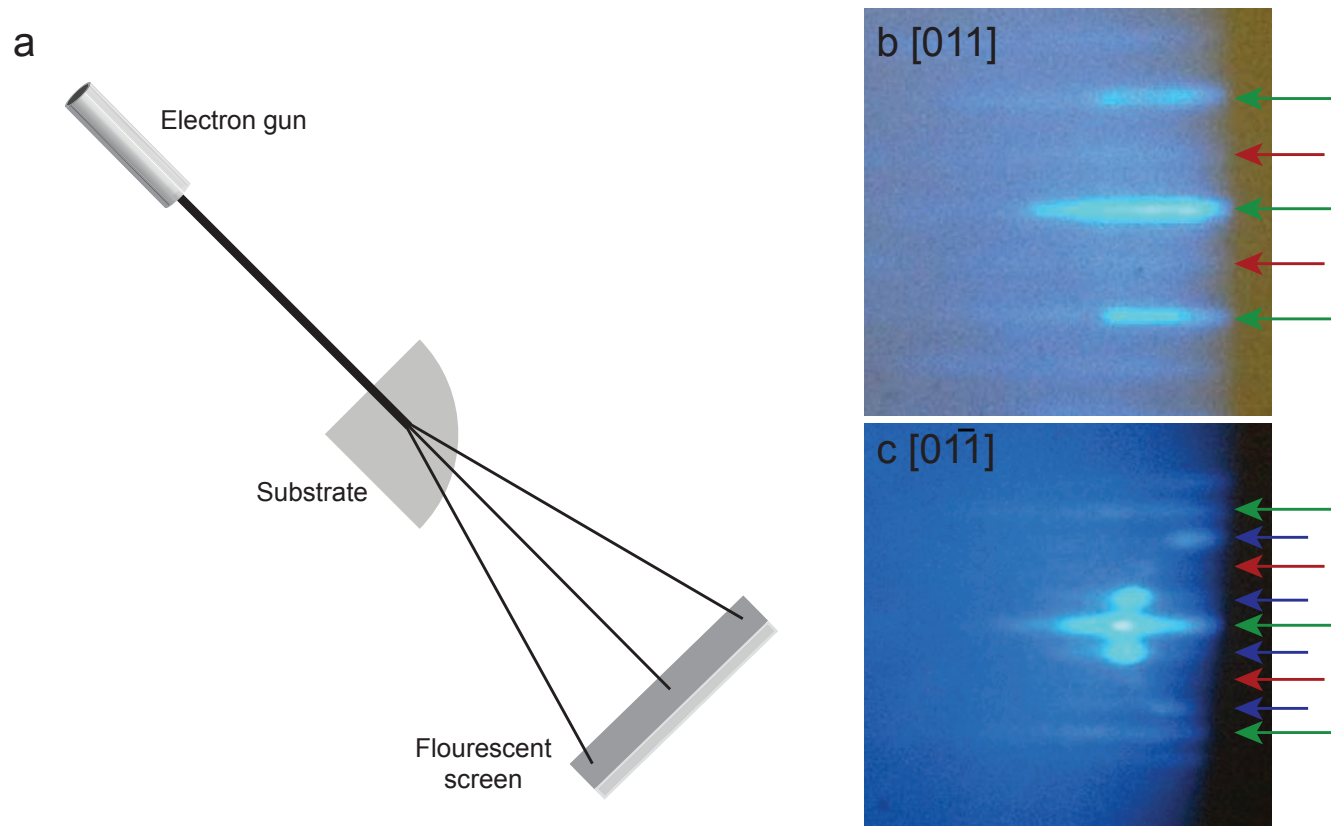 a
Electron gun
Substrate
Flourescent
screen
b [011]
c [01̅1̅]